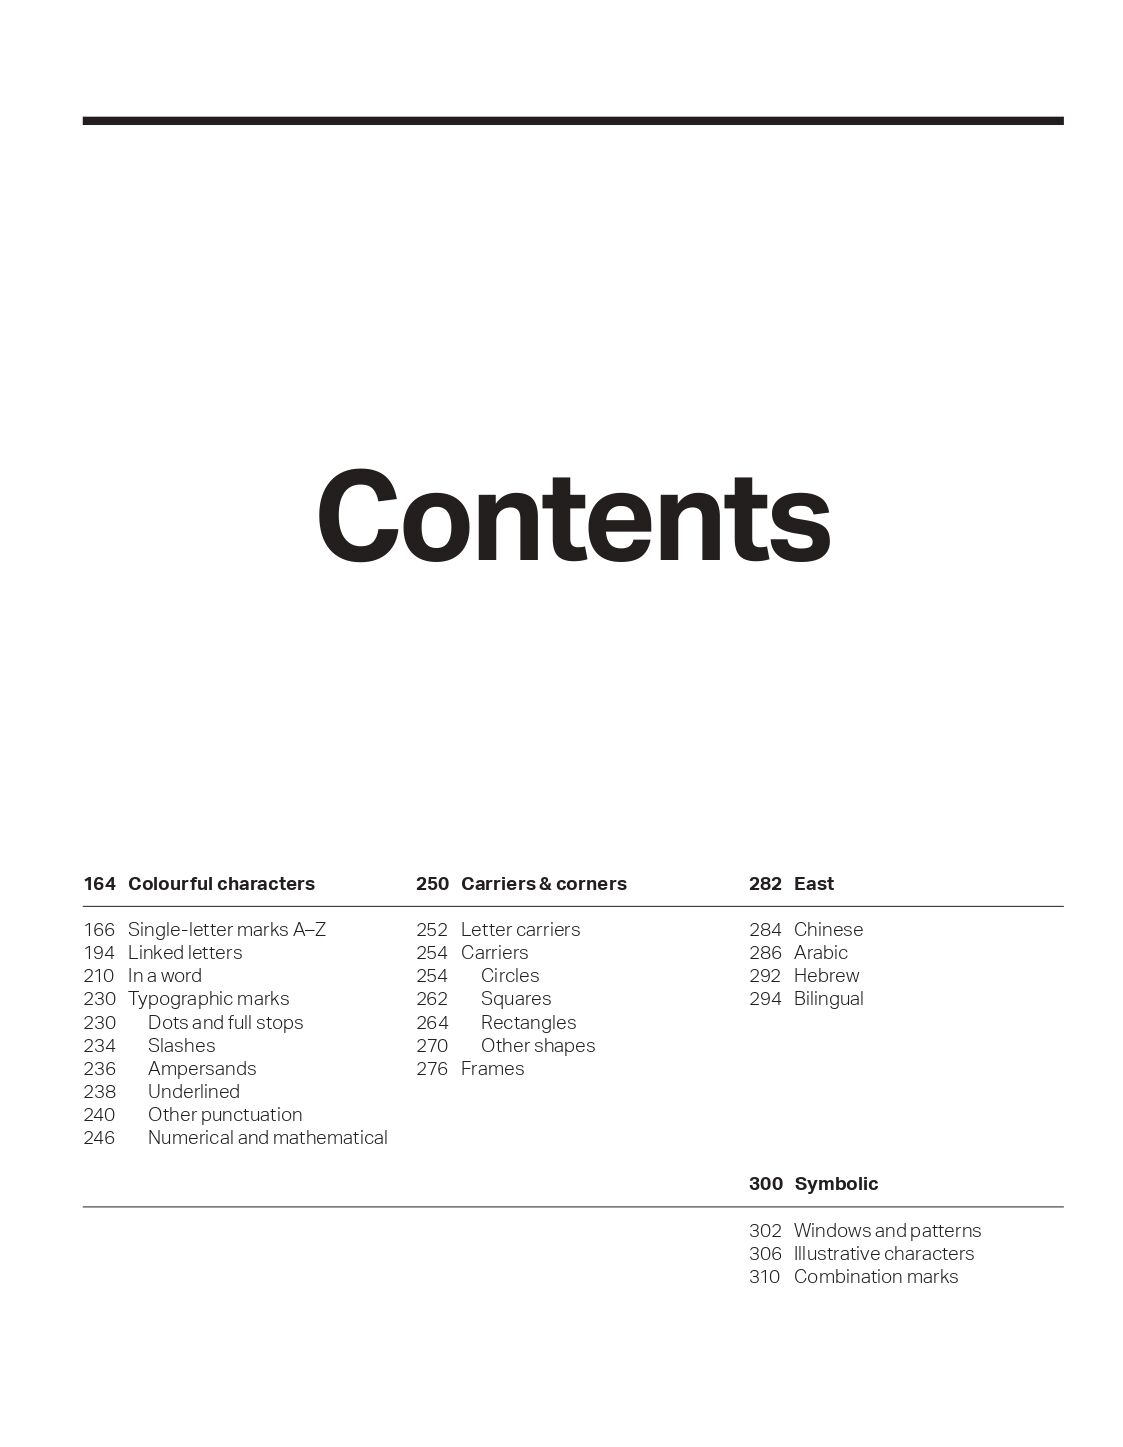 Contents
164 Colourful characters
166 Single-letter marks A–Z
194 Linked letters
210 In a word
230 Typographic marks
230 Dots and full stops
234 Slashes
236 Ampersands
238 Underlined
240 Other punctuation
246 Numerical and mathematical
250 Carriers & corners
252 Letter carriers
254 Carriers
254 Circles
262 Squares
264 Rectangles
270 Other shapes
276 Frames
282 East
284 Chinese
286 Arabic
292 Hebrew
294 Bilingual
300 Symbolic
302 Windows and patterns
306 Illustrative characters
310 Combination marks